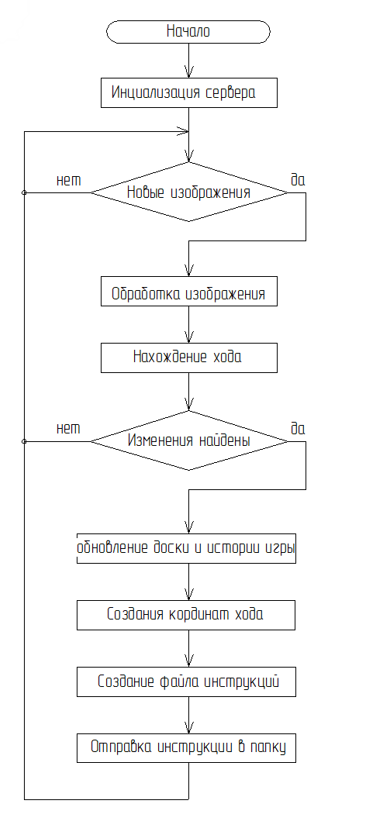 Начало
Инциализация сервера
нет
да
Новые изображения
Обработка изображения
Нахождение хода
нет
да
Изменения найдены
обновление доски и истории игры
Создания кординат хода
Создание файла инструкций
Отправка инструкции в папку